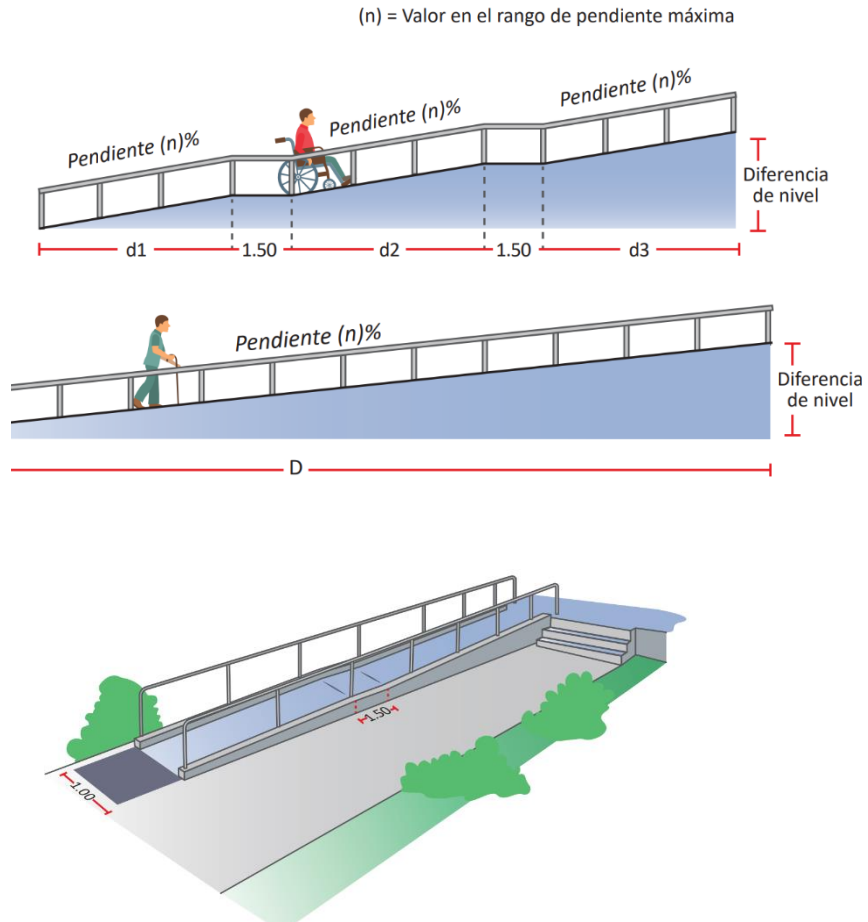 (n) = Valor en el rango de pendiente máxima
Pendiente (n)%
Pendiente (n)%
Pendiente (n)%
Diferencia
de nivel
d1
1.50
d2
1.50
d3
Pendiente (n)%
Diferencia
de nivel
D
1.50
1.00